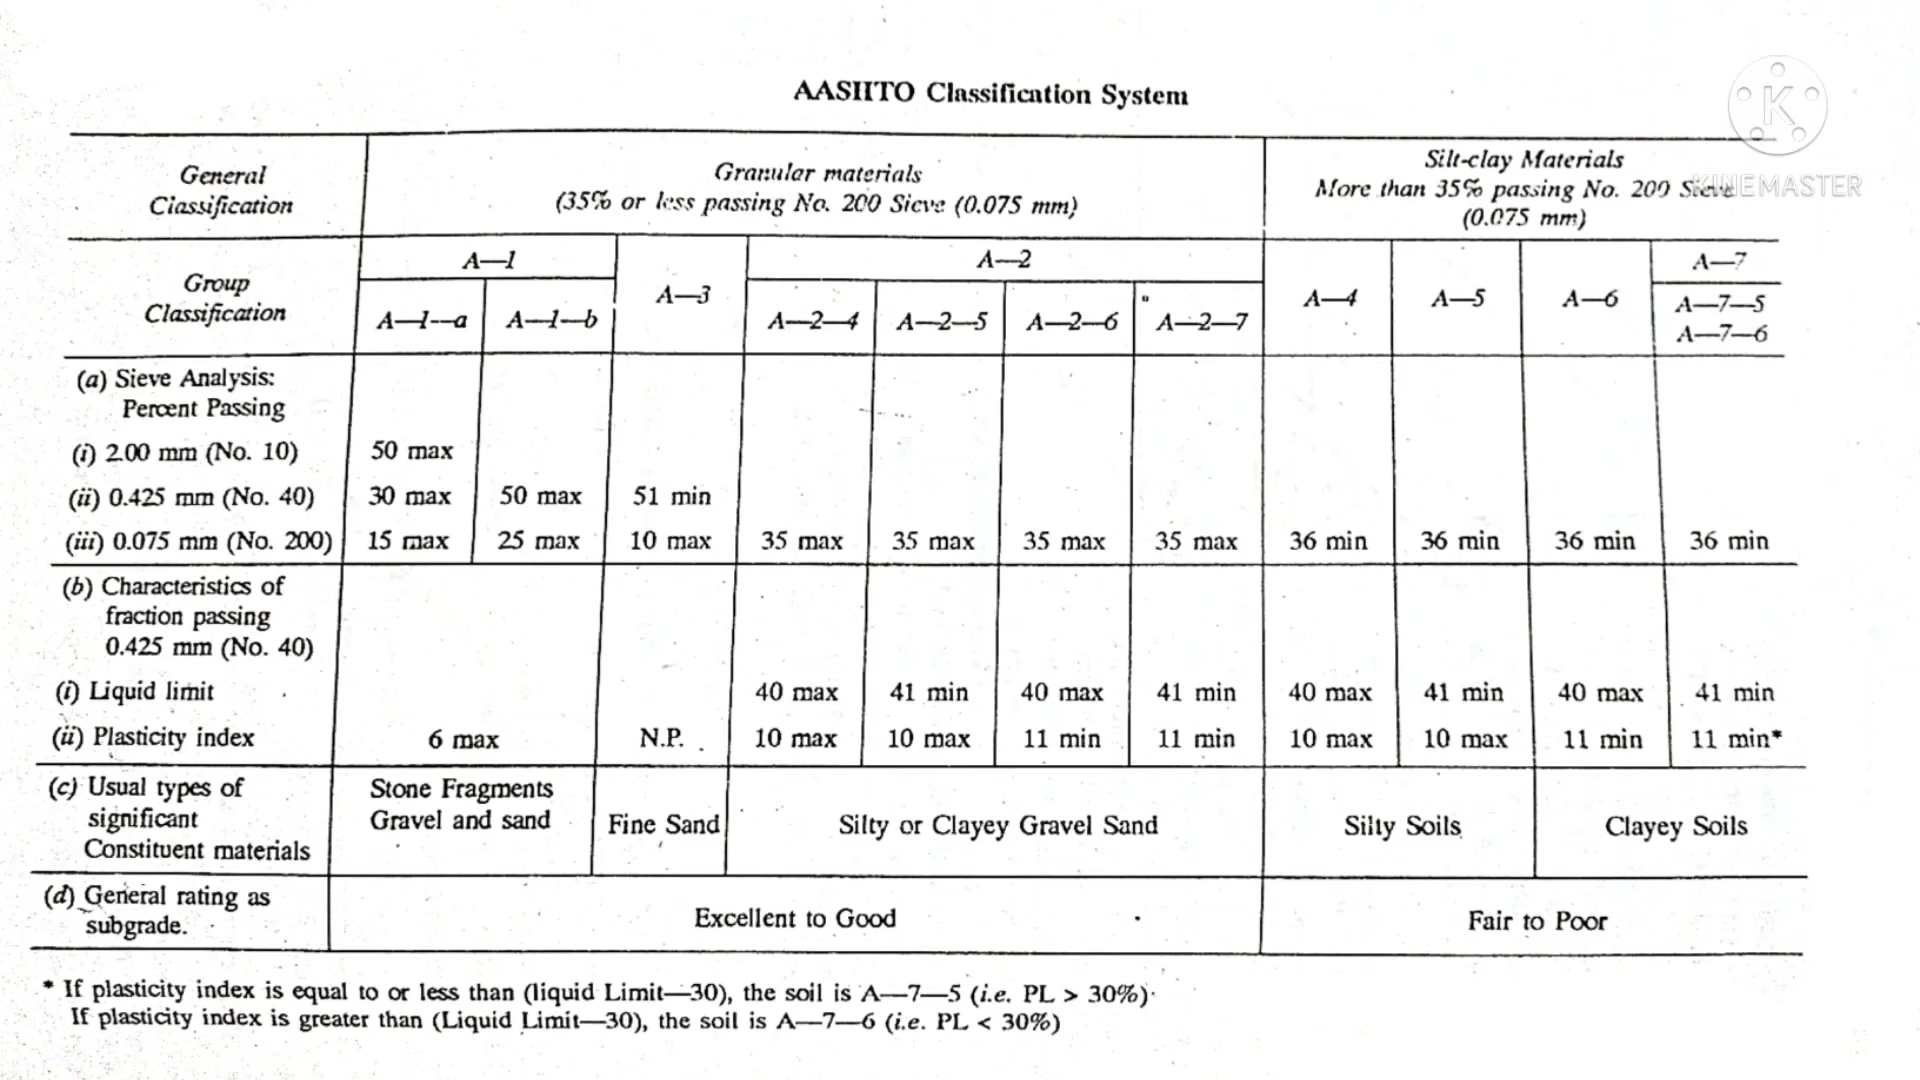 AASHTO Classification System
General Classification
Granular materials
(35% or less passing No. 200 Sieve (0.075 mm)
Silt-clay Materials
More than 35% passing No. 200 Sieve
(0.075 mm)
K
KINEMASTER
Group Classification
A—1
A—3
A—2
A—4
A—5
A—6
A—7
A—1—a
A—1—b
A—2—4
A—2—5
A—2—6
A—2—7
A—7—5
A—7—6
(a) Sieve Analysis:
Percent Passing
(i) 2.00 mm (No. 10) 50 max
(ii) 0.425 mm (No. 40) 30 max 50 max 51 min
(iii) 0.075 mm (No. 200) 15 max 25 max 10 max 35 max 35 max 35 max 35 max 36 min 36 min 36 min 36 min
(b) Characteristics of
fraction passing
0.425 mm (No. 40)
(i) Liquid limit 40 max 41 min 40 max 41 min 40 max 41 min 40 max 41 min
(ii) Plasticity index 6 max N.P. 10 max 10 max 11 min 11 min 10 max 10 max 11 min 11 min*
(c) Usual types of
significant
Constituent materials
Stone Fragments
Gravel and sand
Fine Sand
Silty or Clayey Gravel Sand
Silty Soils
Clayey Soils
(d) General rating as
subgrade.
Excellent to Good
Fair to Poor
* If plasticity index is equal to or less than (liquid Limit—30), the soil is A—7—5 (i.e. PL > 30%)
If plasticity index is greater than (Liquid Limit—30), the soil is A—7—6 (i.e. PL < 30%)